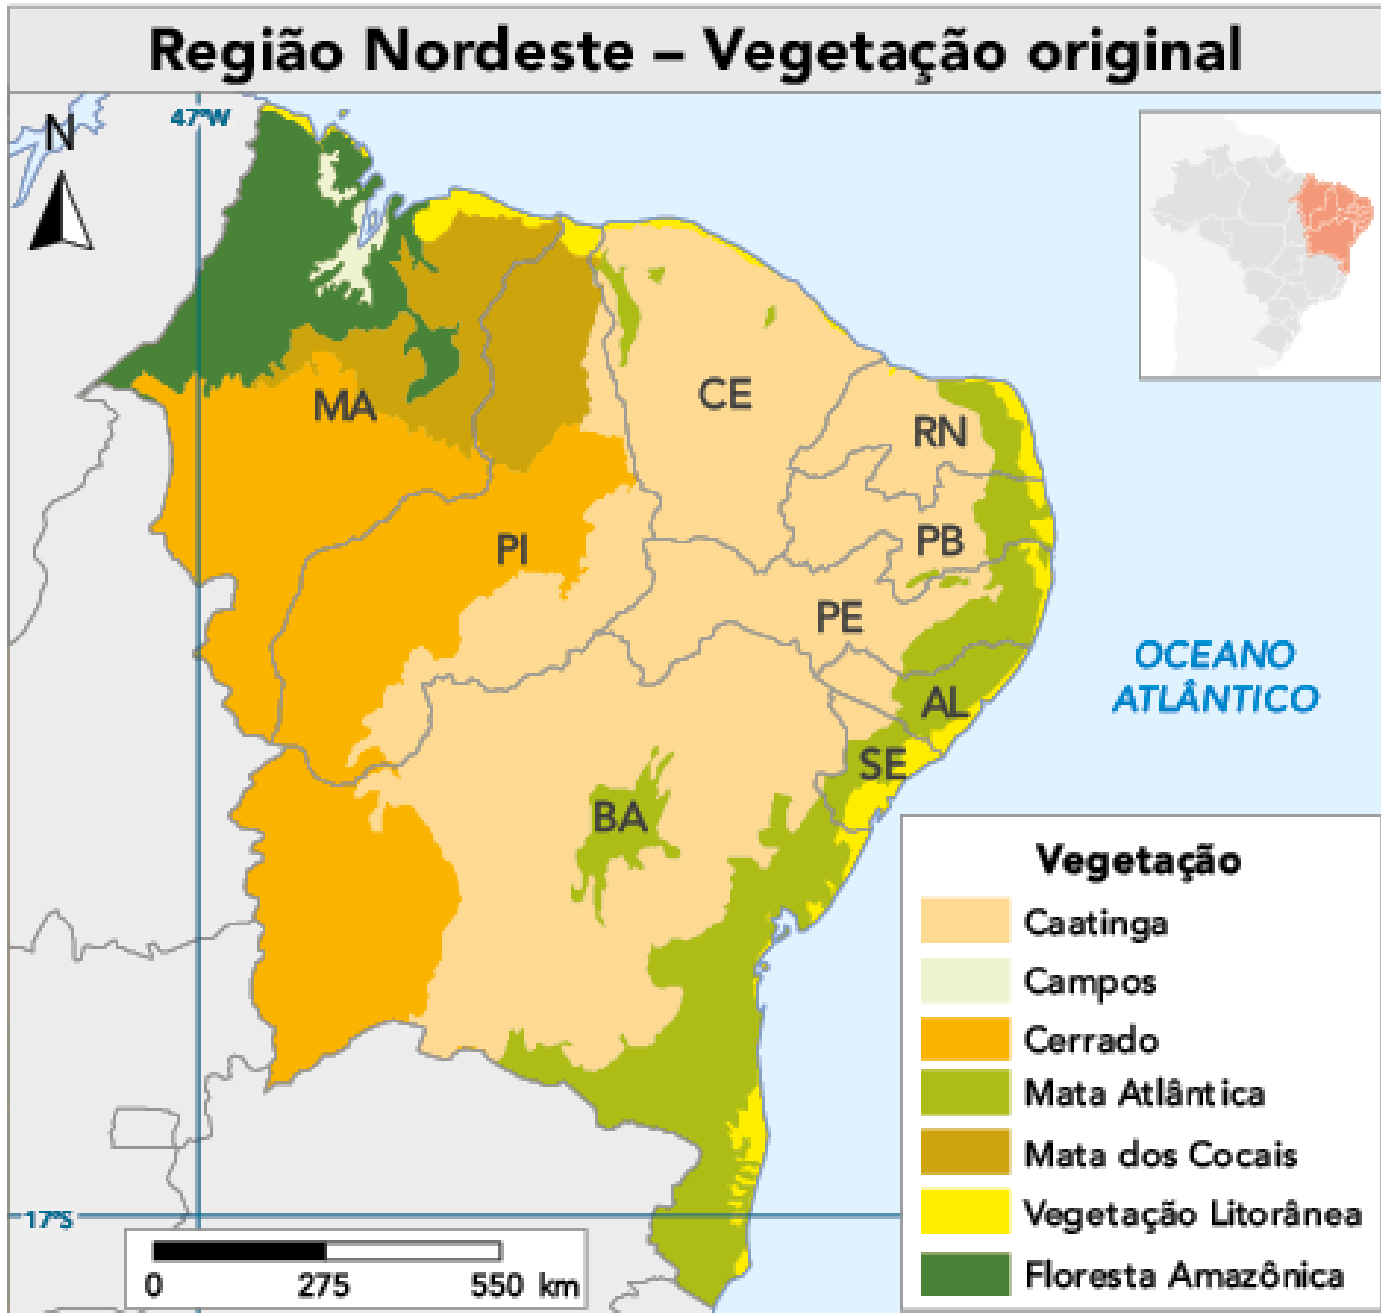 Região Nordeste – Vegetação original
47°W
N
MA
CE
RN
PI
PB
PE
AL
SE
BA
OCEANO
ATLÂNTICO
Vegetação
Caatinga
Campos
Cerrado
Mata Atlântica
Mata dos Cocais
Vegetação Litorânea
Floresta Amazônica
17°S
0 275 550 km